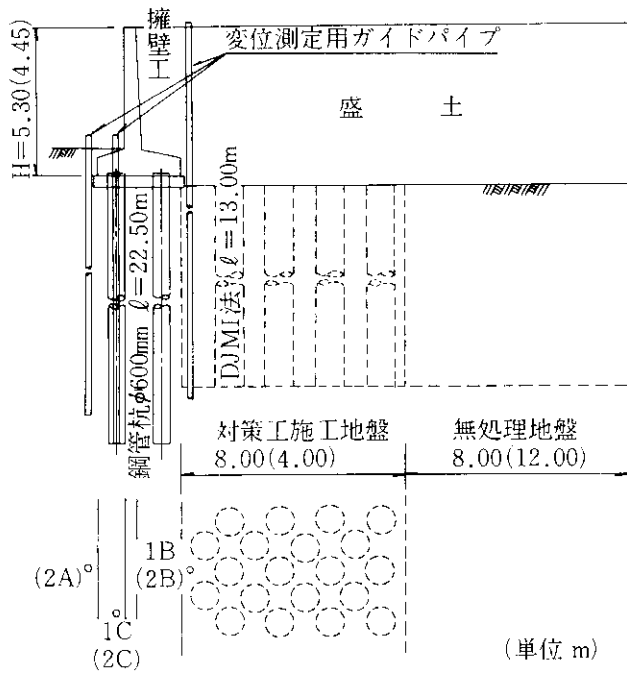 擁壁工
変位測定用ガイドパイプ
H=5.30(4.45)
盛 土
鋼管杭φ600mm ℓ=22.50m
DJM工法 ℓ=13.00m
対策工施工地盤
8.00(4.00)
無処理地盤
8.00(12.00)
(2A)
1B
(2B)
1C
(2C)
(単位 m)